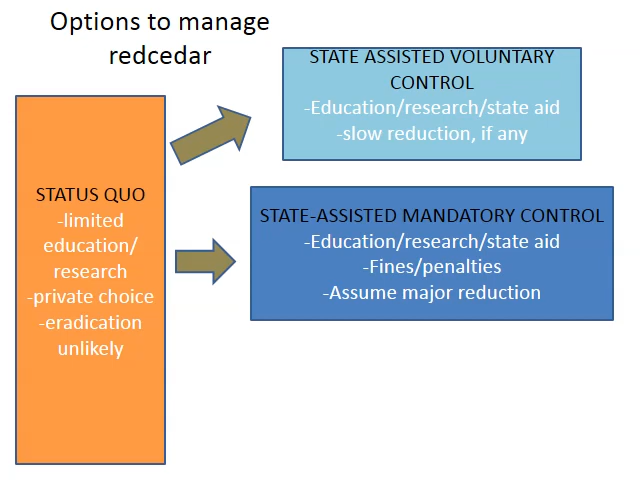 Options to manage
redcedar
STATUS QUO
-limited
education/
research
-private choice
-eradication
unlikely
STATE ASSISTED VOLUNTARY
CONTROL
-Education/research/state aid
-slow reduction, if any
STATE-ASSISTED MANDATORY CONTROL
-Education/research/state aid
-Fines/penalties
-Assume major reduction